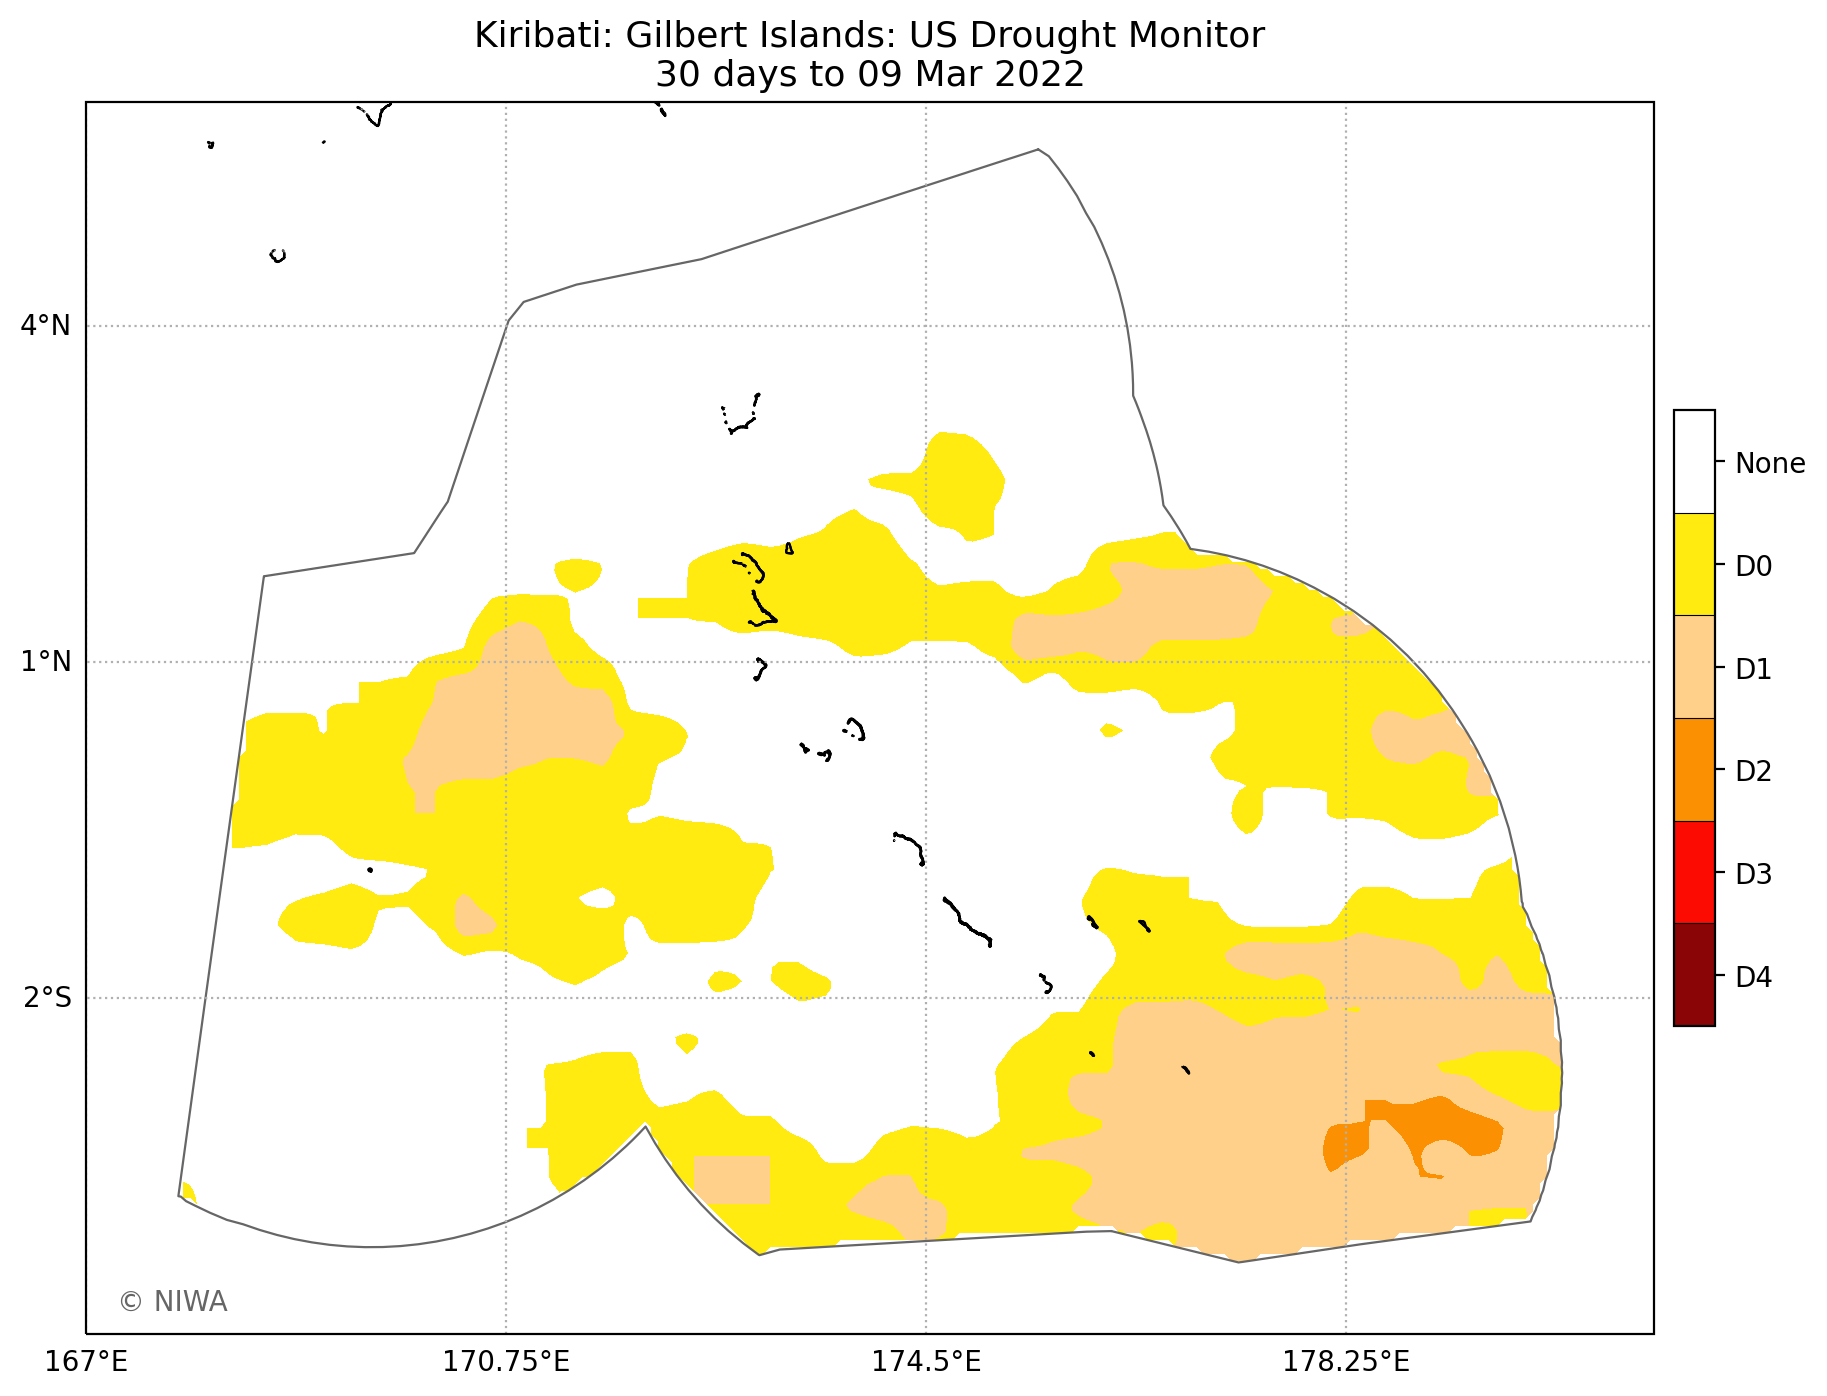 Kiribati: Gilbert Islands: US Drought Monitor
30 days to 09 Mar 2022
4°N
1°N
2°S
167°E
170.75°E
174.5°E
178.25°E
None
D0
D1
D2
D3
D4
© NIWA